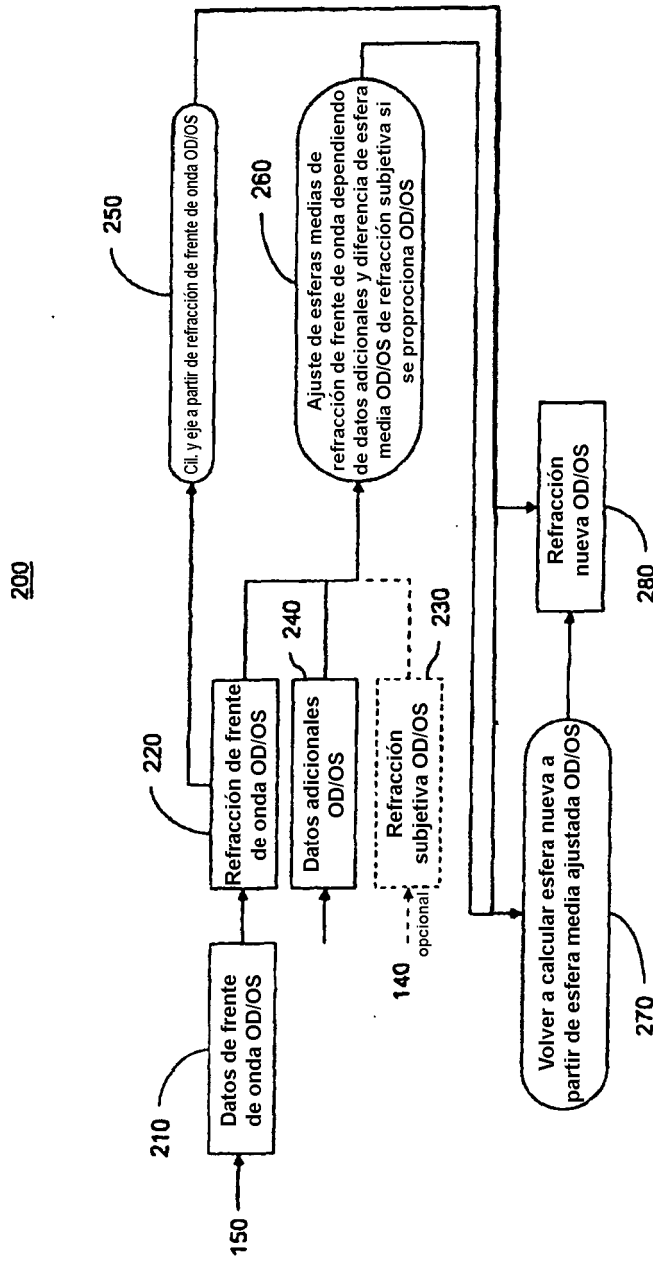 200
150
210
Datos de frente
de onda OD/OS
220
Refracción de frente
de onda OD/OS
240
Datos adicionales
OD/OS
140
opcional
Refracción
subjetiva OD/OS
230
250
Cil. y eje a partir de refracción de frente de onda OD/OS
260
Ajuste de esferas medias de
refracción de frente de onda dependiendo
de datos adicionales y diferencia de esfera
media OD/OS de refracción subjetiva si
se proprociona OD/OS
Volver a calcular esfera nueva a
partir de esfera media ajustada OD/OS
270
Refracción
nueva OD/OS
280